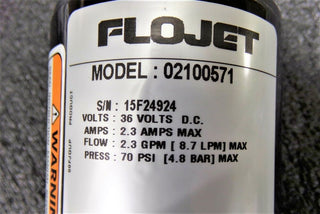 FLOJET
MODEL : 02100571
S/N : 15F24924
VOLTS : 36 VOLTS D.C.
AMPS : 2.3 AMPS MAX
FLOW : 2.3 GPM [ 8.7 LPM] MAX
PRESS : 70 PSI [4.8 BAR] MAX